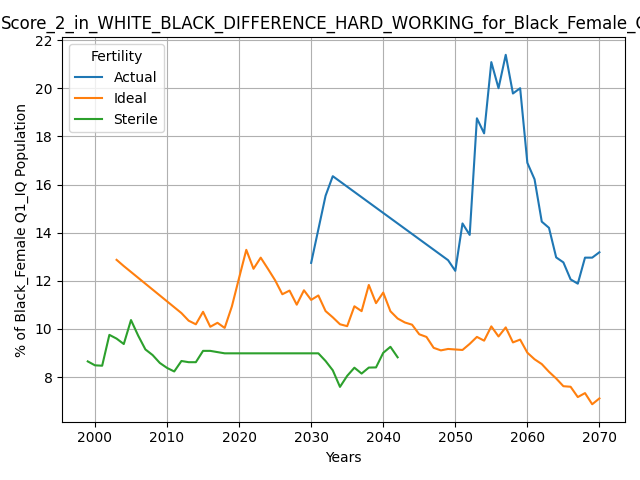 Score_2_in_WHITE_BLACK_DIFFERENCE_HARD_WORKING_for_Black_Female_
Fertility
Actual
Ideal
Sterile
% of Black_Female Q1_IQ Population
22
20
18
16
14
12
10
8
2000 2010 2020 2030 2040 2050 2060 2070
Years